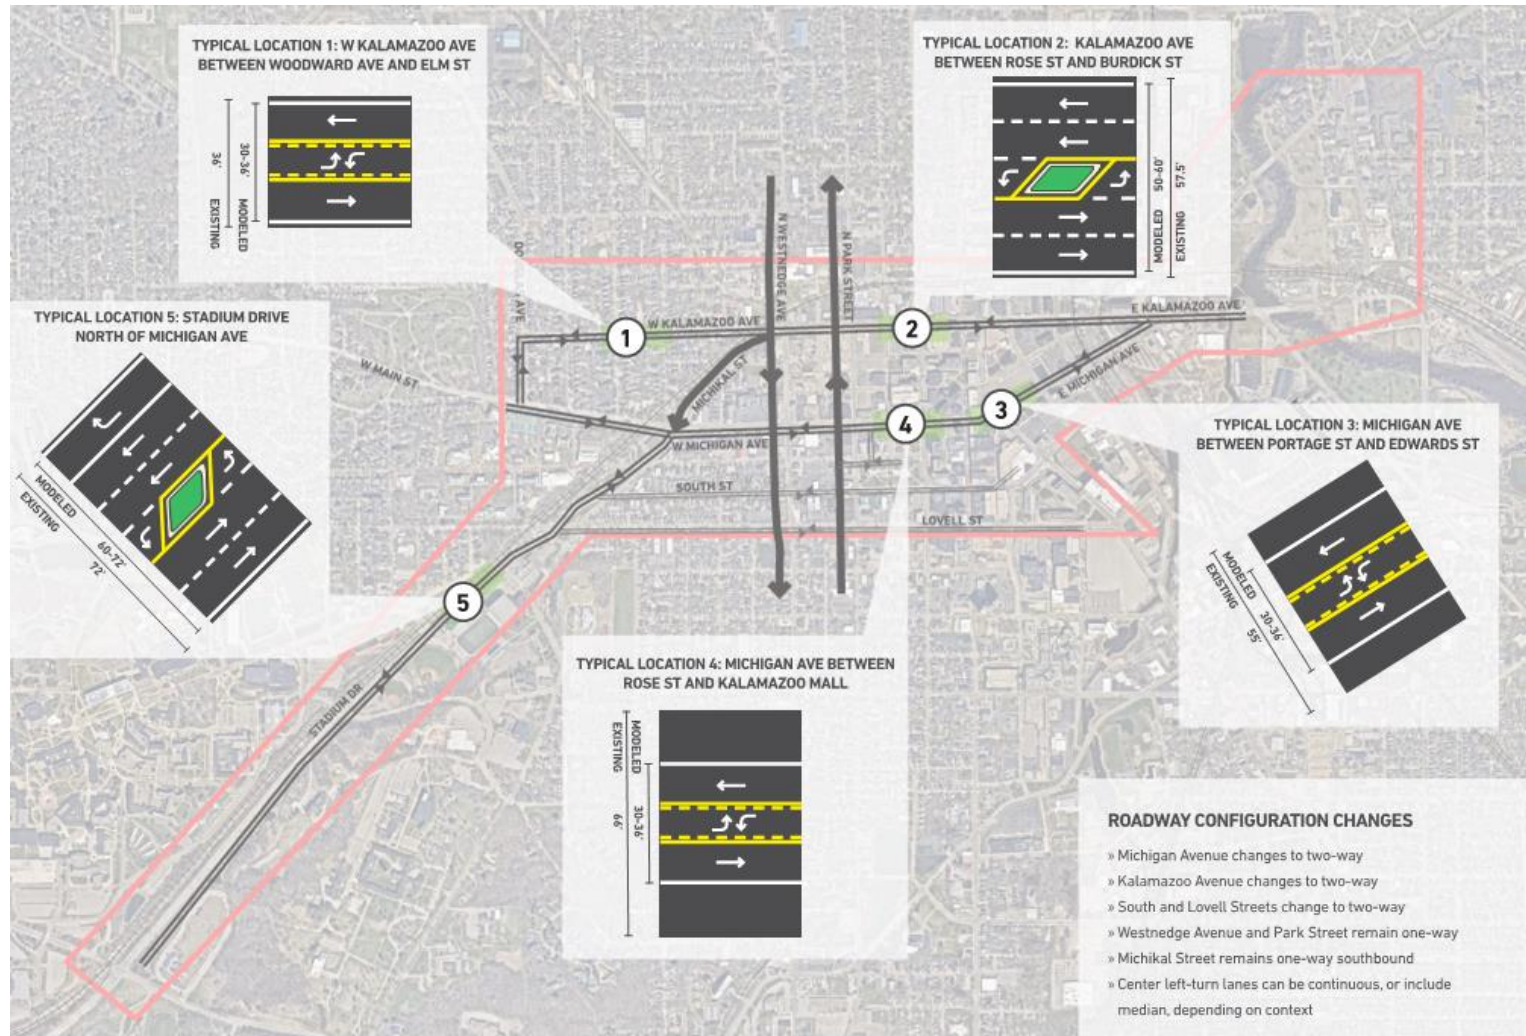 TYPICAL LOCATION 1: W KALAMAZOO AVE
BETWEEN WOODWARD AVE AND ELM ST
36'
EXISTING
30-36'
MODELED
TYPICAL LOCATION 2: KALAMAZOO AVE
BETWEEN ROSE ST AND BURDICK ST
MODELED
50-60'
EXISTING
57.5'
TYPICAL LOCATION 5: STADIUM DRIVE
NORTH OF MICHIGAN AVE
MODELED
60-72'
EXISTING
72'
AVE
W MAIN ST
W KALAMAZOO AVE
N WESTNEDGE AVE
N PARK STREET
E KALAMAZOO AVE
MICHIKAL ST
E MICHIGAN AVE
W MICHIGAN AVE
SOUTH ST
LOVELL ST
STADIUM DR
1
2
3
4
5
TYPICAL LOCATION 3: MICHIGAN AVE
BETWEEN PORTAGE ST AND EDWARDS ST
MODELED
30-36'
EXISTING
55'
TYPICAL LOCATION 4: MICHIGAN AVE BETWEEN
ROSE ST AND KALAMAZOO MALL
EXISTING
66'
MODELED
30-36'
ROADWAY CONFIGURATION CHANGES
» Michigan Avenue changes to two-way
» Kalamazoo Avenue changes to two-way
» South and Lovell Streets change to two-way
» Westnedge Avenue and Park Street remain one-way
» Michikal Street remains one-way southbound
» Center left-turn lanes can be continuous, or include
median, depending on context